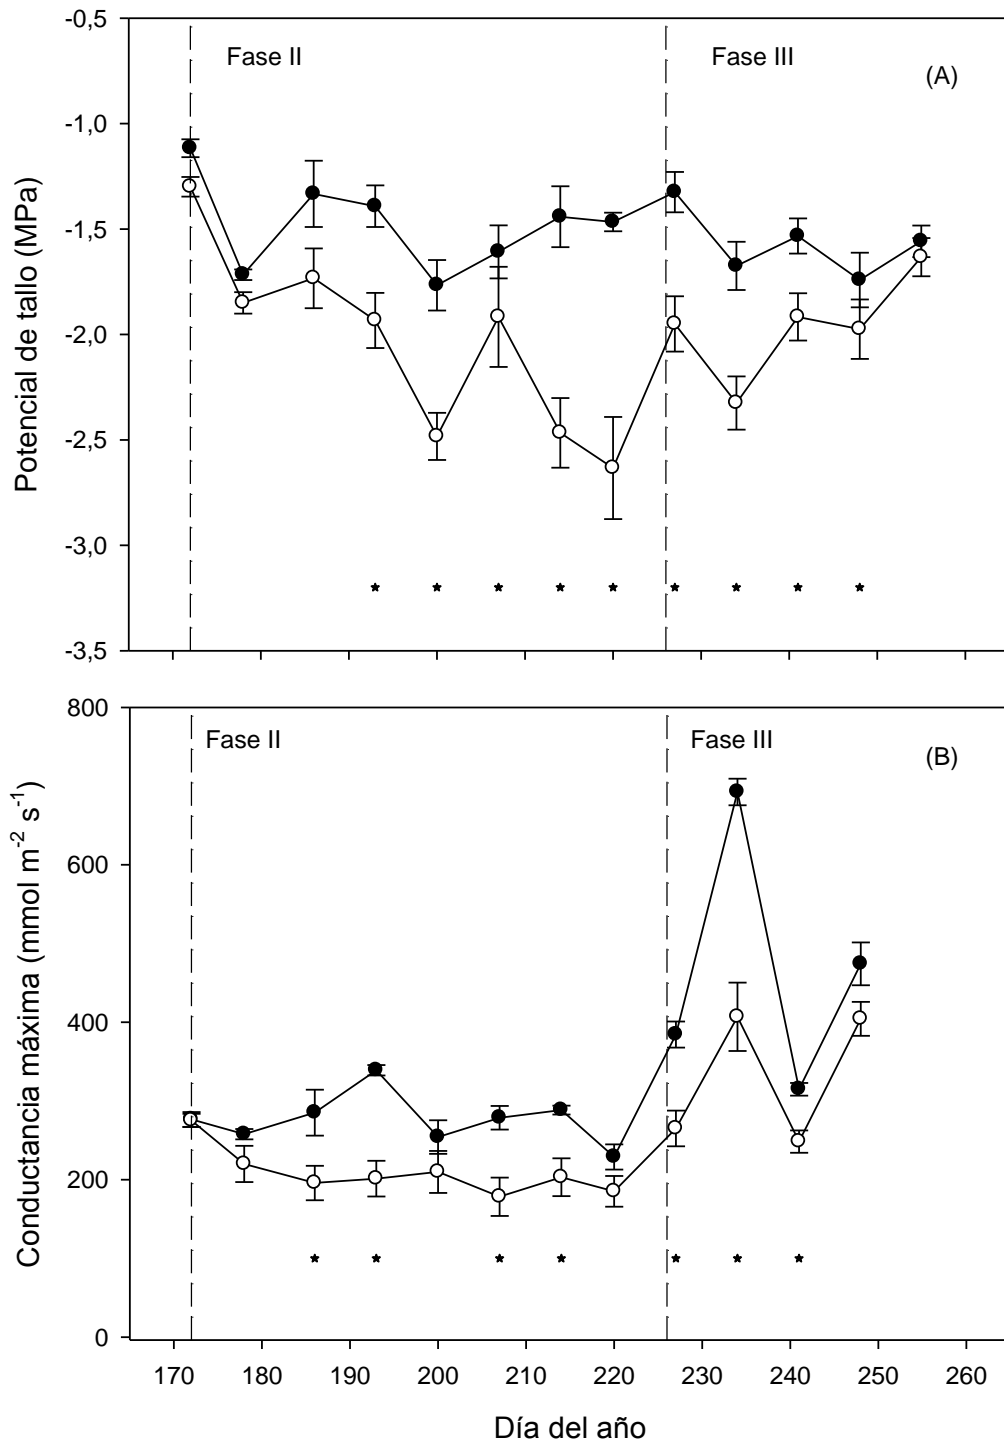 -0,5
Fase II
Fase III
(A)
-1,0
-1,5
-2,0
-2,5
-3,0
-3,5
Potencial de tallo (MPa)
800
Fase II
Fase III
(B)
600
400
200
0
Conductancia máxima (mmol m⁻² s⁻¹)
170 180 190 200 210 220 230 240 250 260
Día del año